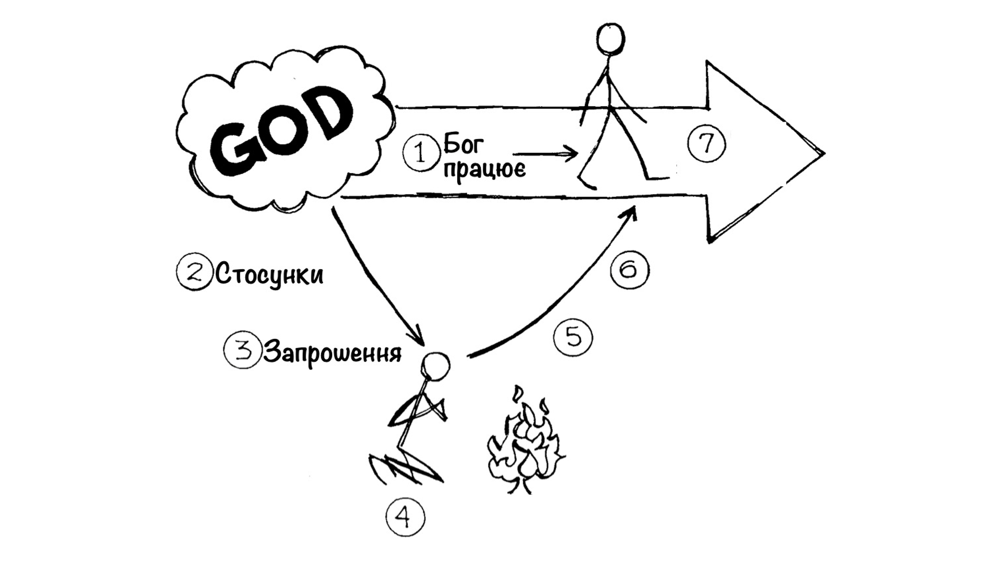 GOD
1 Бог
працює
7
2 Стосунки
6
3 Запрошення
5
4